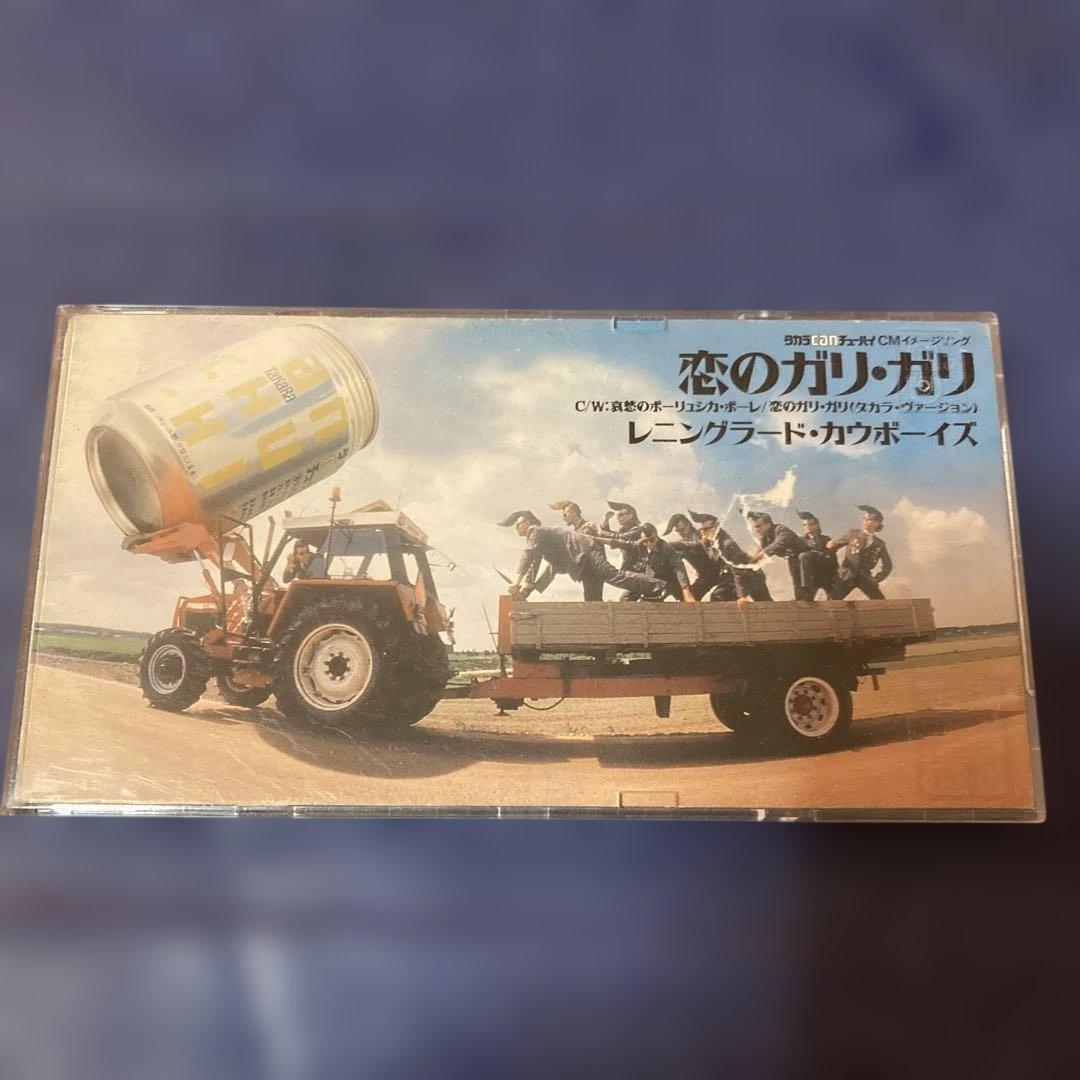 タカラcanチューハイ CMイメージソング
恋のガリ・ガリ
C/W:哀愁のポーリュシカ・ポーレ/恋のガリ・ガリ(タカラ・ヴァージョン)
レニングラード・カウボーイズ
TAKARA